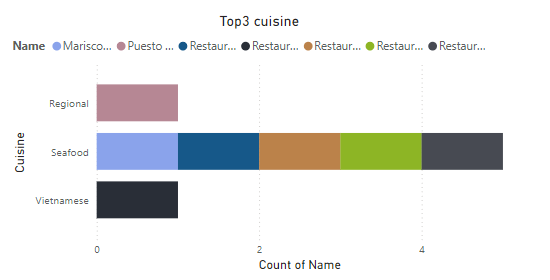 Top3 cuisine
Name Marisco... Puesto ... Restaur... Restaur... Restaur... Restaur... Restaur...
Regional
Seafood
Vietnamese
Cuisine
0 2 4
Count of Name